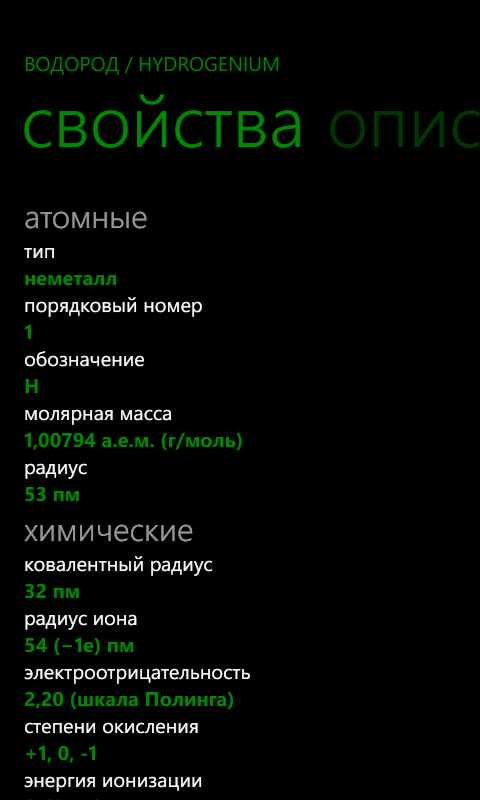 ВОДОРОД / HYDROGENIUM
свойства опис
атомные
тип
неметалл
порядковый номер
1
обозначение
H
молярная масса
1,00794 а.е.м. (г/моль)
радиус
53 пм
химические
ковалентный радиус
32 пм
радиус иона
54 (−1e) пм
электроотрицательность
2,20 (шкала Полинга)
степени окисления
+1, 0, -1
энергия ионизации